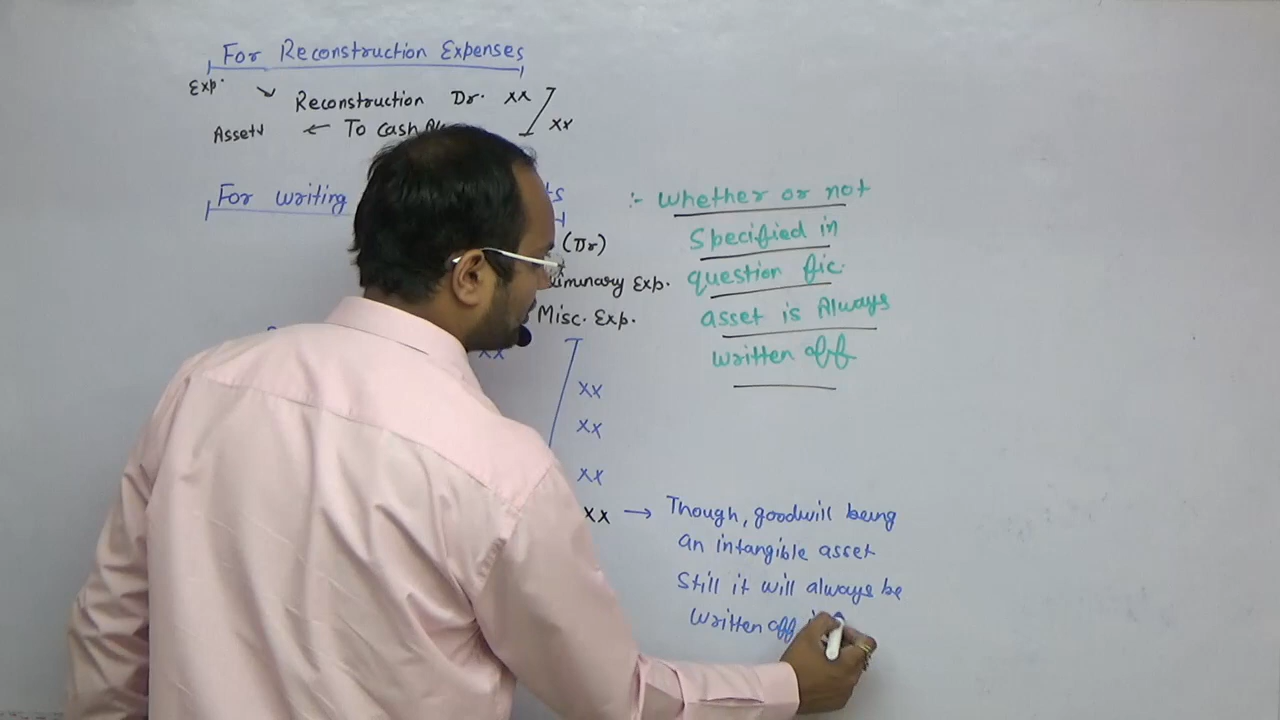 For Reconstruction Expenses
Exp.
Reconstruction Dr. xx
Assets ← To cash xx
For writing
(Dr)
Exp.
Misc. Exp.
xx
xx
xx
xx
xx → Though, goodwill being
an intangible asset
Still it will always be
written off
:- Whether or not
Specified in
question fic.
asset is Always
written off